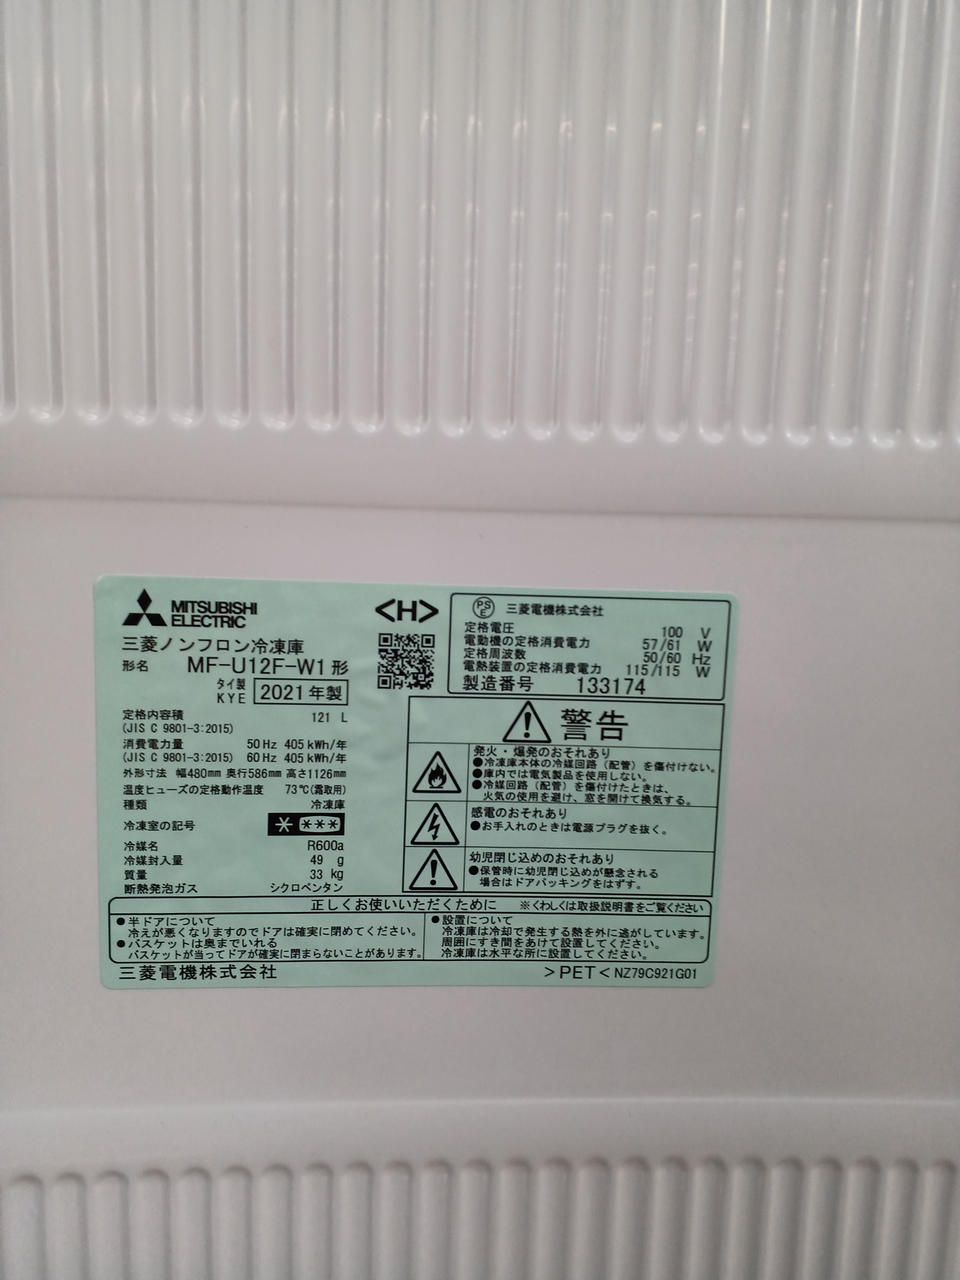 MITSUBISHI
ELECTRIC
三菱ノンフロン冷凍庫
形名 MF-U12F-W1形
タイ製
KYE 2021年製
<H>
定格内容積 121 L
(JIS C 9801-3:2015)
消費電力量 50Hz 405kWh/年
(JIS C 9801-3:2015) 60Hz 405kWh/年
外形寸法 幅480mm 奥行586mm 高さ1126mm
温度ヒューズの定格動作温度 73℃(霜取用)
種類 冷凍庫
冷凍室の記号 * ***
冷媒名 R600a
冷媒封入量 49 g
質量 33 kg
断熱発泡ガス シクロペンタン
PSE 三菱電機株式会社
定格電圧 100 V
電動機の定格消費電力 57/61 W
定格周波数 50/60 Hz
電熱装置の定格消費電力 115/115 W
製造番号 133174
警告
発火・爆発のおそれあり
●冷凍庫本体の冷媒回路(配管)を傷付けない。
●庫内では電気製品を使用しない。
●冷媒回路(配管)を傷付けたときは、
火気の使用を避け、窓を開けて換気する。
感電のおそれあり
●お手入れのときは電源プラグを抜く。
幼児閉じ込めのおそれあり
●保管時に幼児閉じ込めが懸念される
場合はドアパッキングをはずす。
正しくお使いいただくために ※くわしくは取扱説明書をご覧ください
●半ドアについて
冷えが悪くなりますのでドアは確実に閉めてください。
●バスケットは奥までいれる
バスケットが当ってドアが確実に閉まらないことがあります。
●設置について
冷凍庫は冷却で発生する熱を外に逃がしています。
周囲にすき間をあけて設置してください。
冷凍庫は水平な所に設置してください。
三菱電機株式会社
>PET< NZ79C921G01